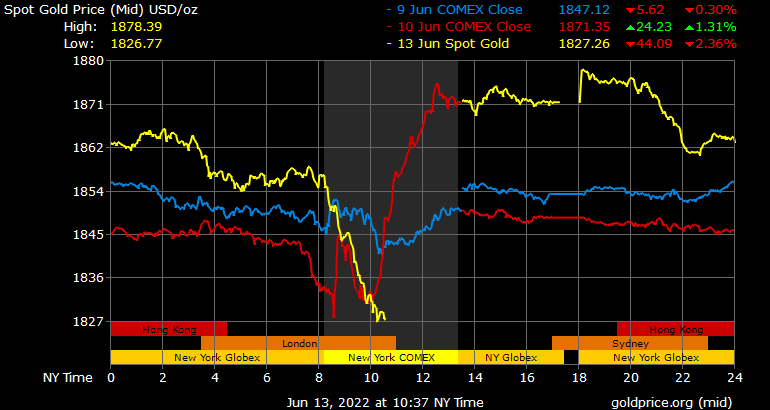 Spot Gold Price (Mid) USD/oz - 9 Jun COMEX Close 1847.12 ▼5.62 ▼0.30%
High: 1878.39 - 10 Jun COMEX Close 1871.35 ▲24.23 ▲1.31%
Low: 1826.77 - 13 Jun Spot Gold 1827.26 ▼44.09 ▼2.36%
1880
1871
1862
1854
1845
1836
1827
Hong Kong Hong Kong
London Sydney
New York Globex New York COMEX NY Globex New York Globex
NY Time 0 2 4 6 8 10 12 14 16 18 20 22 24
Jun 13, 2022 at 10:37 NY Time goldprice.org (mid)